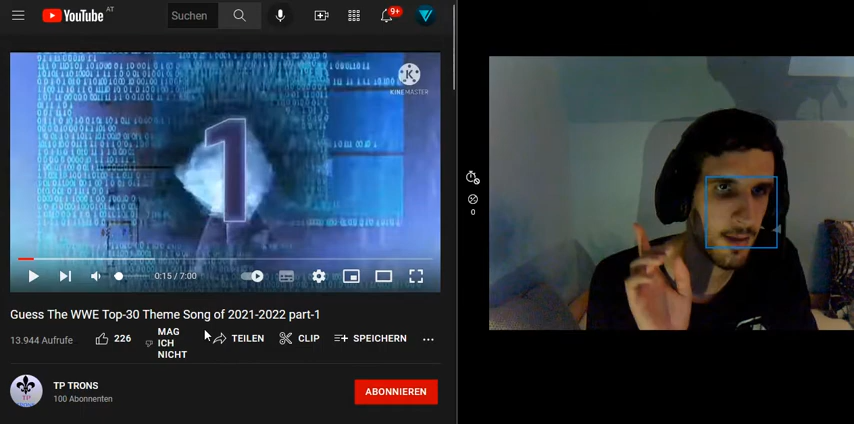 YouTube AT
Suchen
9+
KINEMASTER
1
0:15 / 7:00
Guess The WWE Top-30 Theme Song of 2021-2022 part-1
13.944 Aufrufe
226
MAG
ICH
NICHT
TEILEN
CLIP
SPEICHERN
TP TRONS
100 Abonnenten
ABONNIEREN
0